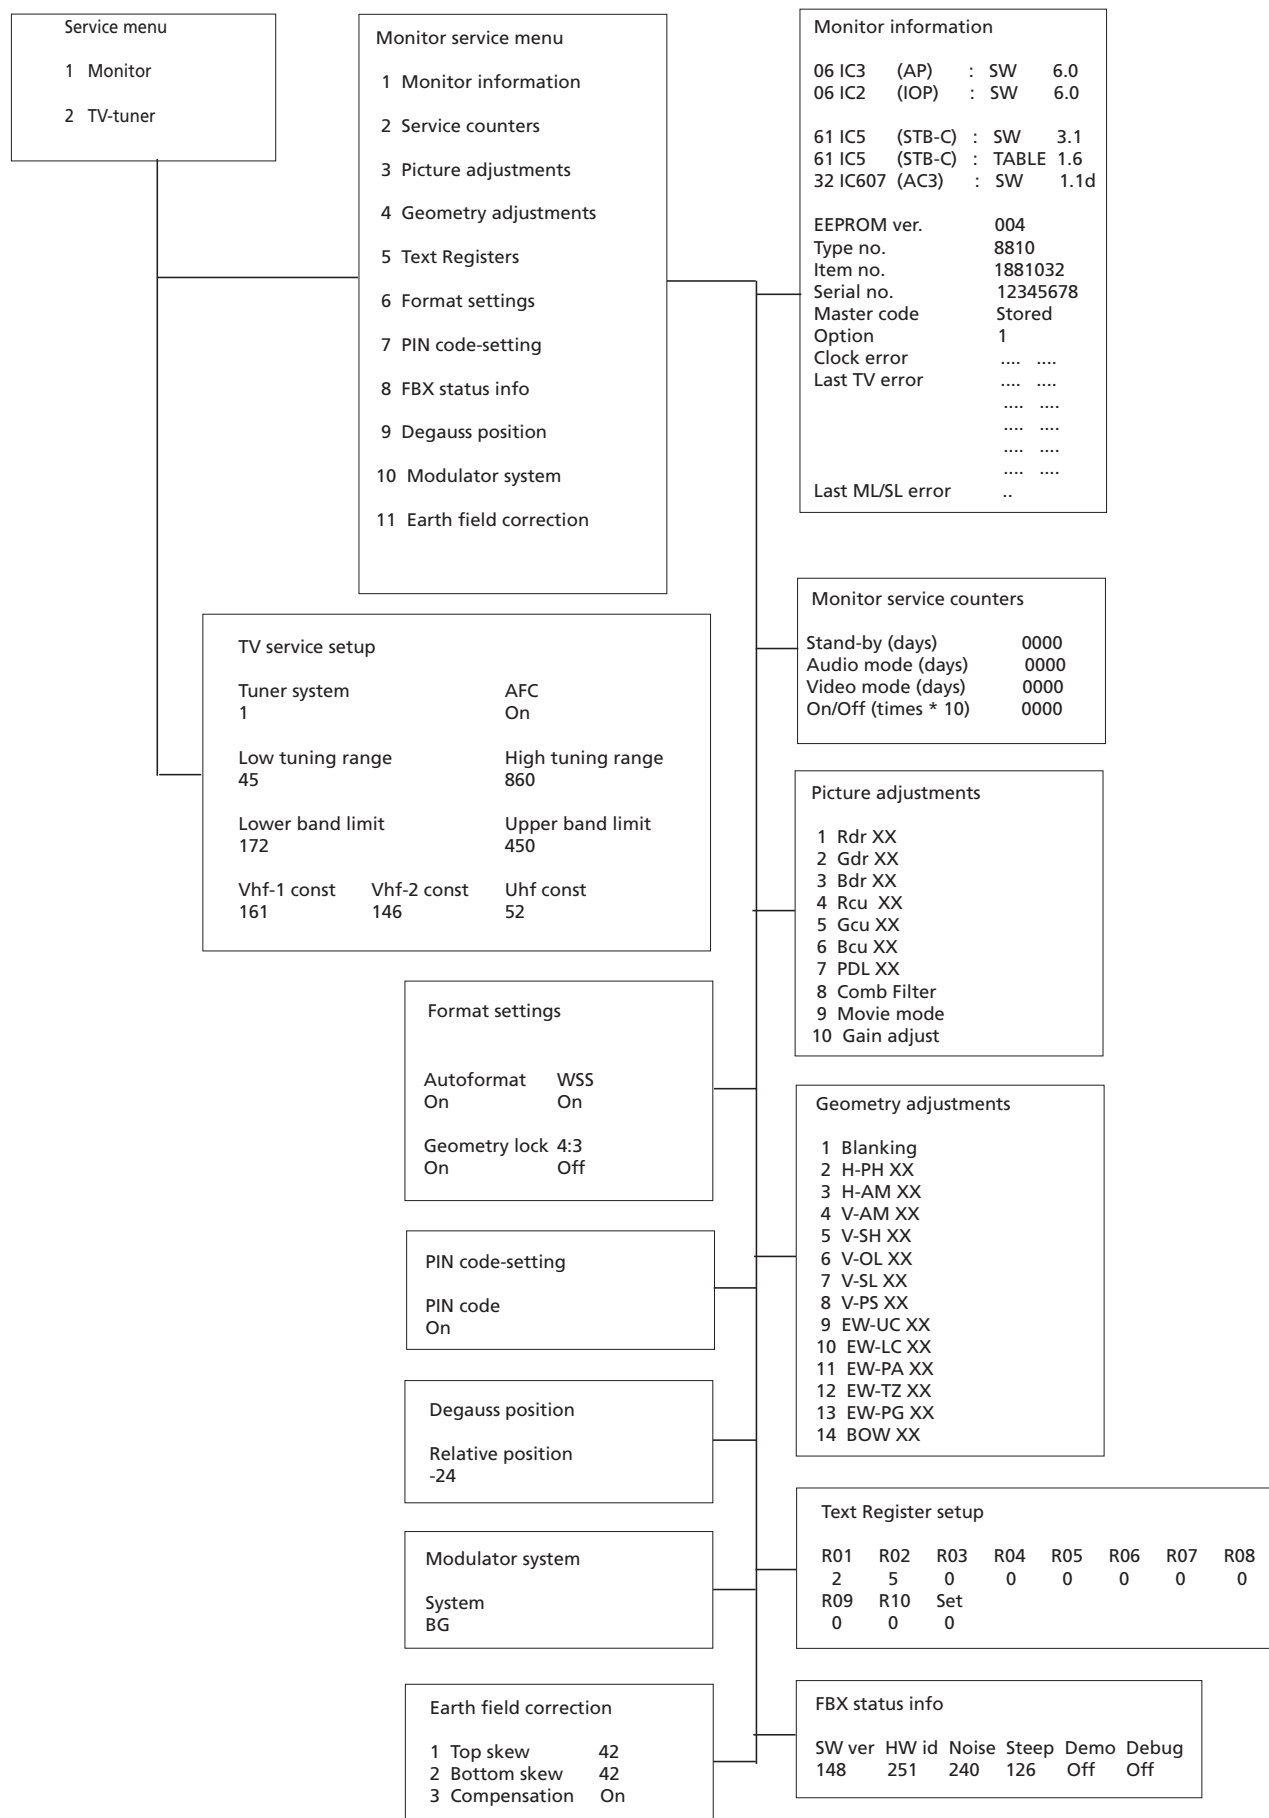 Service menu
1 Monitor
2 TV-tuner
Monitor service menu
1 Monitor information
2 Service counters
3 Picture adjustments
4 Geometry adjustments
5 Text Registers
6 Format settings
7 PIN code-setting
8 FBX status info
9 Degauss position
10 Modulator system
11 Earth field correction
Monitor information
06 IC3 (AP) : SW 6.0
06 IC2 (IOP) : SW 6.0
61 IC5 (STB-C) : SW 3.1
61 IC5 (STB-C) : TABLE 1.6
32 IC607 (AC3) : SW 1.1d
EEPROM ver. 004
Type no. 8810
Item no. 1881032
Serial no. 12345678
Master code Stored
Option 1
Clock error .... ....
Last TV error .... ....
.... ....
.... ....
.... ....
.... ....
Last ML/SL error ..
Monitor service counters
Stand-by (days) 0000
Audio mode (days) 0000
Video mode (days) 0000
On/Off (times * 10) 0000
TV service setup
Tuner system AFC
1 On
Low tuning range High tuning range
45 860
Lower band limit Upper band limit
172 450
Vhf-1 const Vhf-2 const Uhf const
161 146 52
Picture adjustments
1 Rdr XX
2 Gdr XX
3 Bdr XX
4 Rcu XX
5 Gcu XX
6 Bcu XX
7 PDL XX
8 Comb Filter
9 Movie mode
10 Gain adjust
Format settings
Autoformat WSS
On On
Geometry lock 4:3
On Off
Geometry adjustments
1 Blanking
2 H-PH XX
3 H-AM XX
4 V-AM XX
5 V-SH XX
6 V-OL XX
7 V-SL XX
8 V-PS XX
9 EW-UC XX
10 EW-LC XX
11 EW-PA XX
12 EW-TZ XX
13 EW-PG XX
14 BOW XX
PIN code-setting
PIN code
On
Degauss position
Relative position
-24
Text Register setup
R01 R02 R03 R04 R05 R06 R07 R08
2 5 0 0 0 0 0 0
R09 R10 Set
0 0 0
Modulator system
System
BG
Earth field correction
1 Top skew 42
2 Bottom skew 42
3 Compensation On
FBX status info
SW ver HW id Noise Steep Demo Debug
148 251 240 126 Off Off